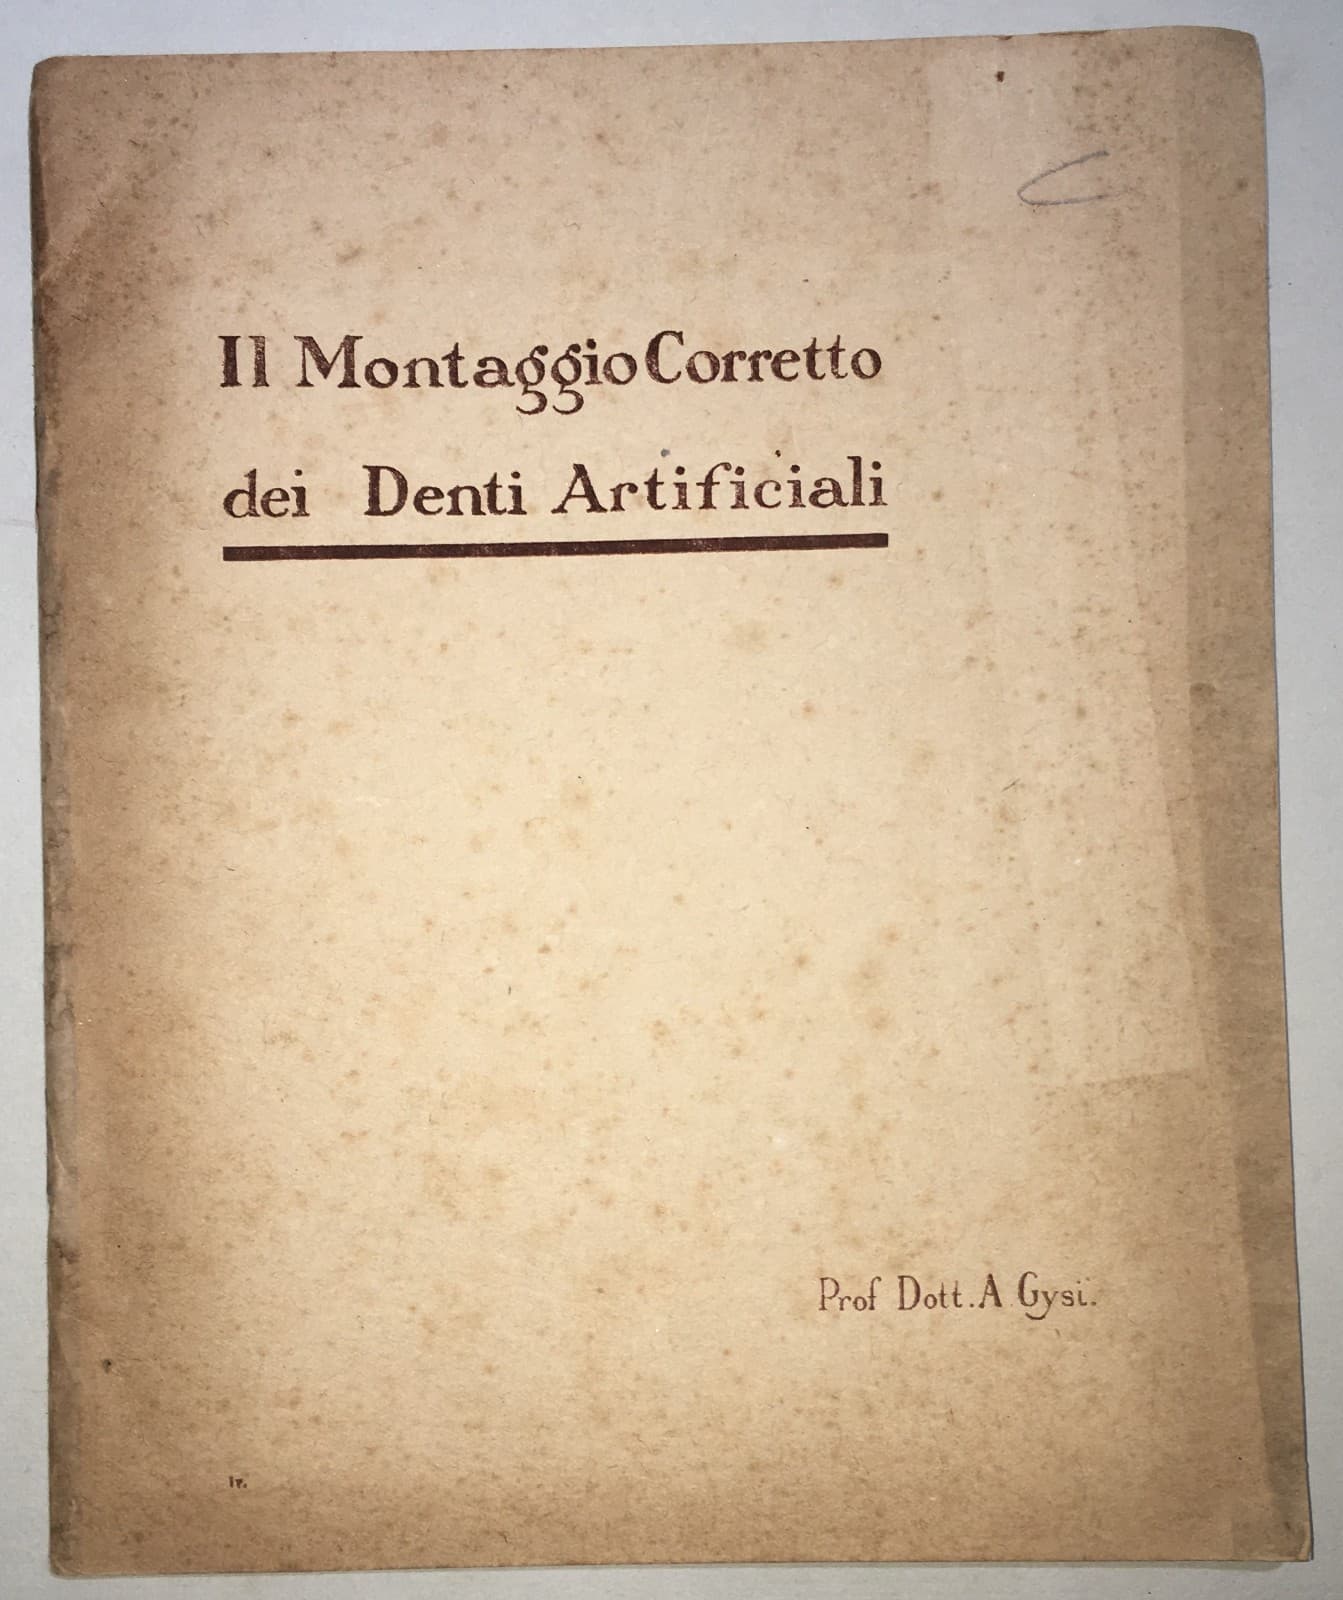 Il Montaggio Corretto
dei Denti Artificiali
Prof Dott. A Gysi.